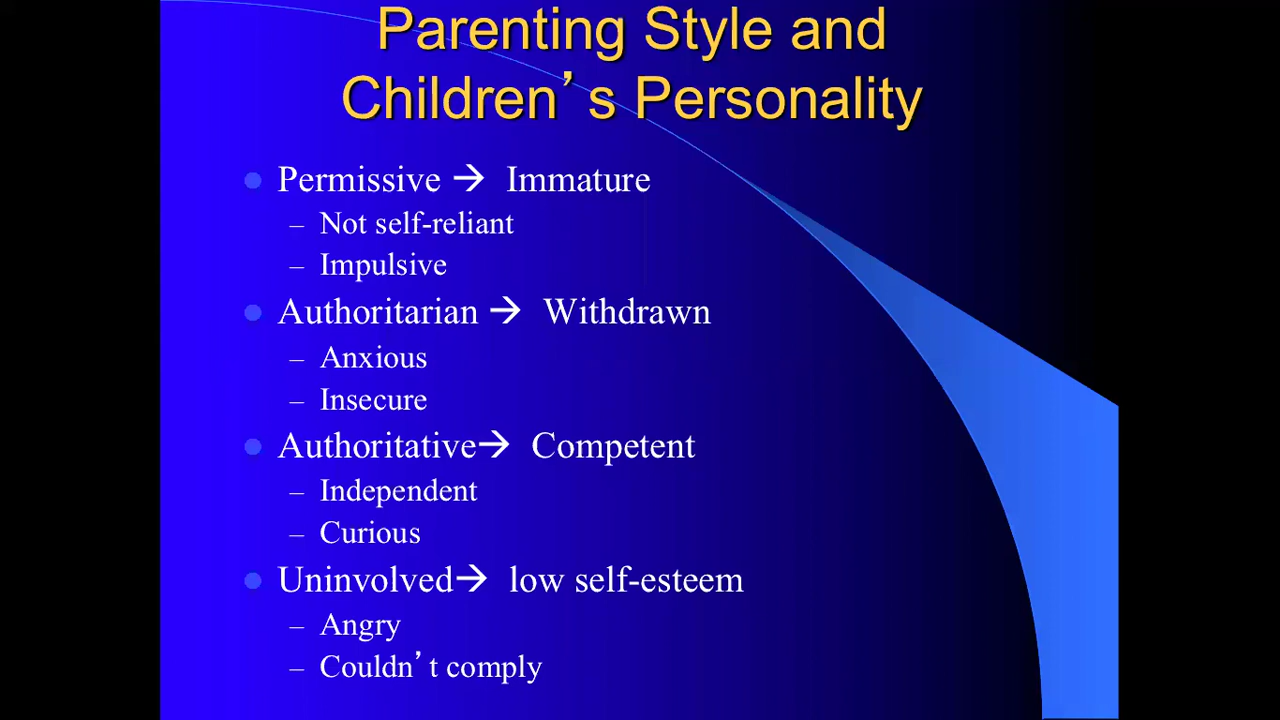 Parenting Style and
Children’s Personality
Permissive → Immature
– Not self-reliant
– Impulsive
Authoritarian → Withdrawn
– Anxious
– Insecure
Authoritative→ Competent
– Independent
– Curious
Uninvolved→ low self-esteem
– Angry
– Couldn’t comply